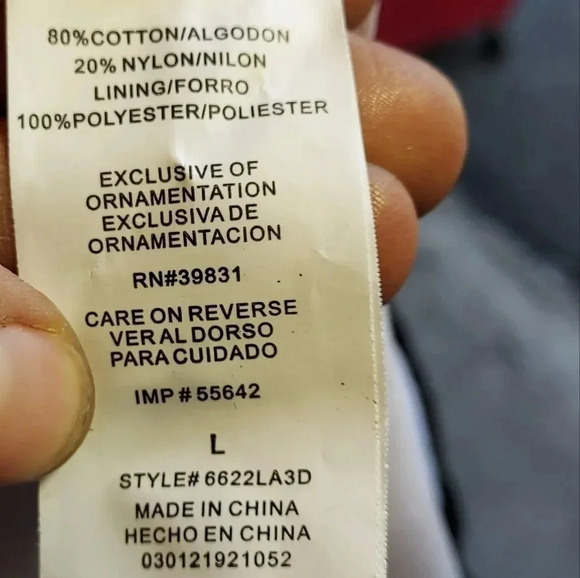 80%COTTON/ALGODON
20% NYLON/NILON
LINING/FORRO
100%POLYESTER/POLIESTER
EXCLUSIVE OF
ORNAMENTATION
EXCLUSIVA DE
ORNAMENTACION
RN#39831
CARE ON REVERSE
VER AL DORSO
PARA CUIDADO
IMP # 55642
L
STYLE# 6622LA3D
MADE IN CHINA
HECHO EN CHINA
030121921052